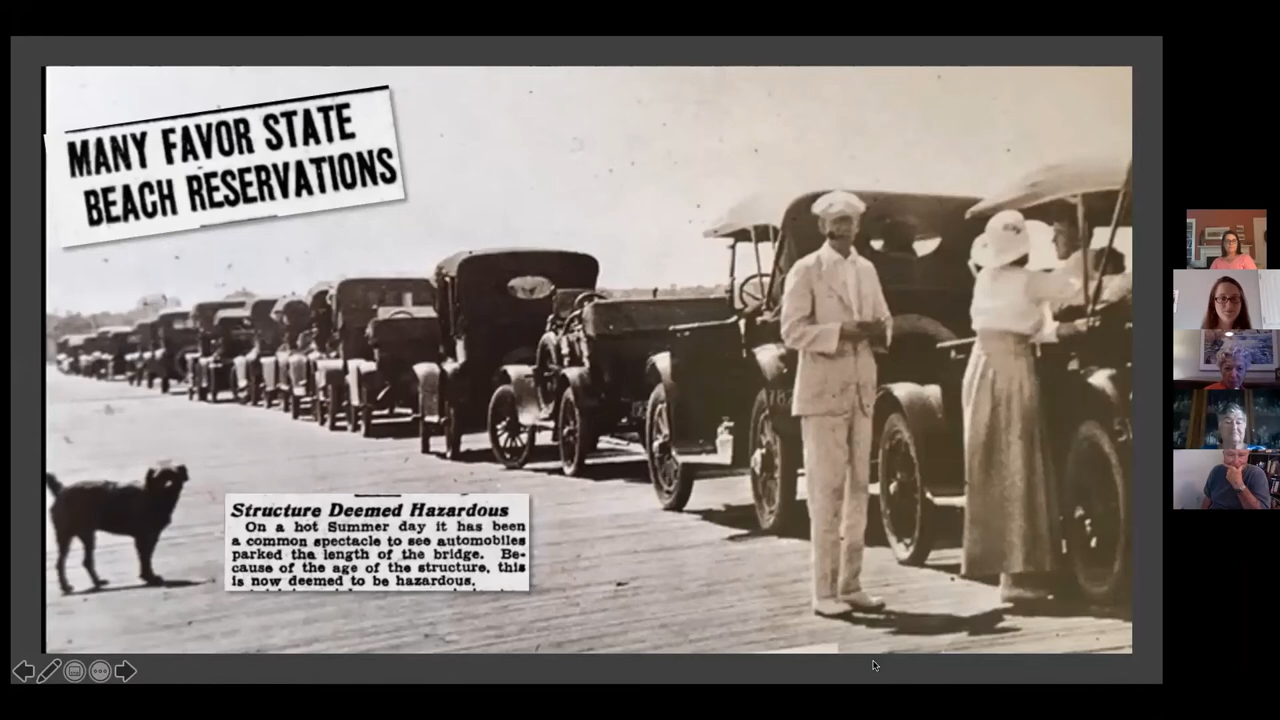 MANY FAVOR STATE
BEACH RESERVATIONS
Structure Deemed Hazardous
On a hot Summer day it has been
a common spectacle to see automobiles
parked the length of the bridge. Be-
cause of the age of the structure, this
is now deemed to be hazardous.